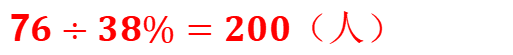 76 ÷ 38% = 200（人）